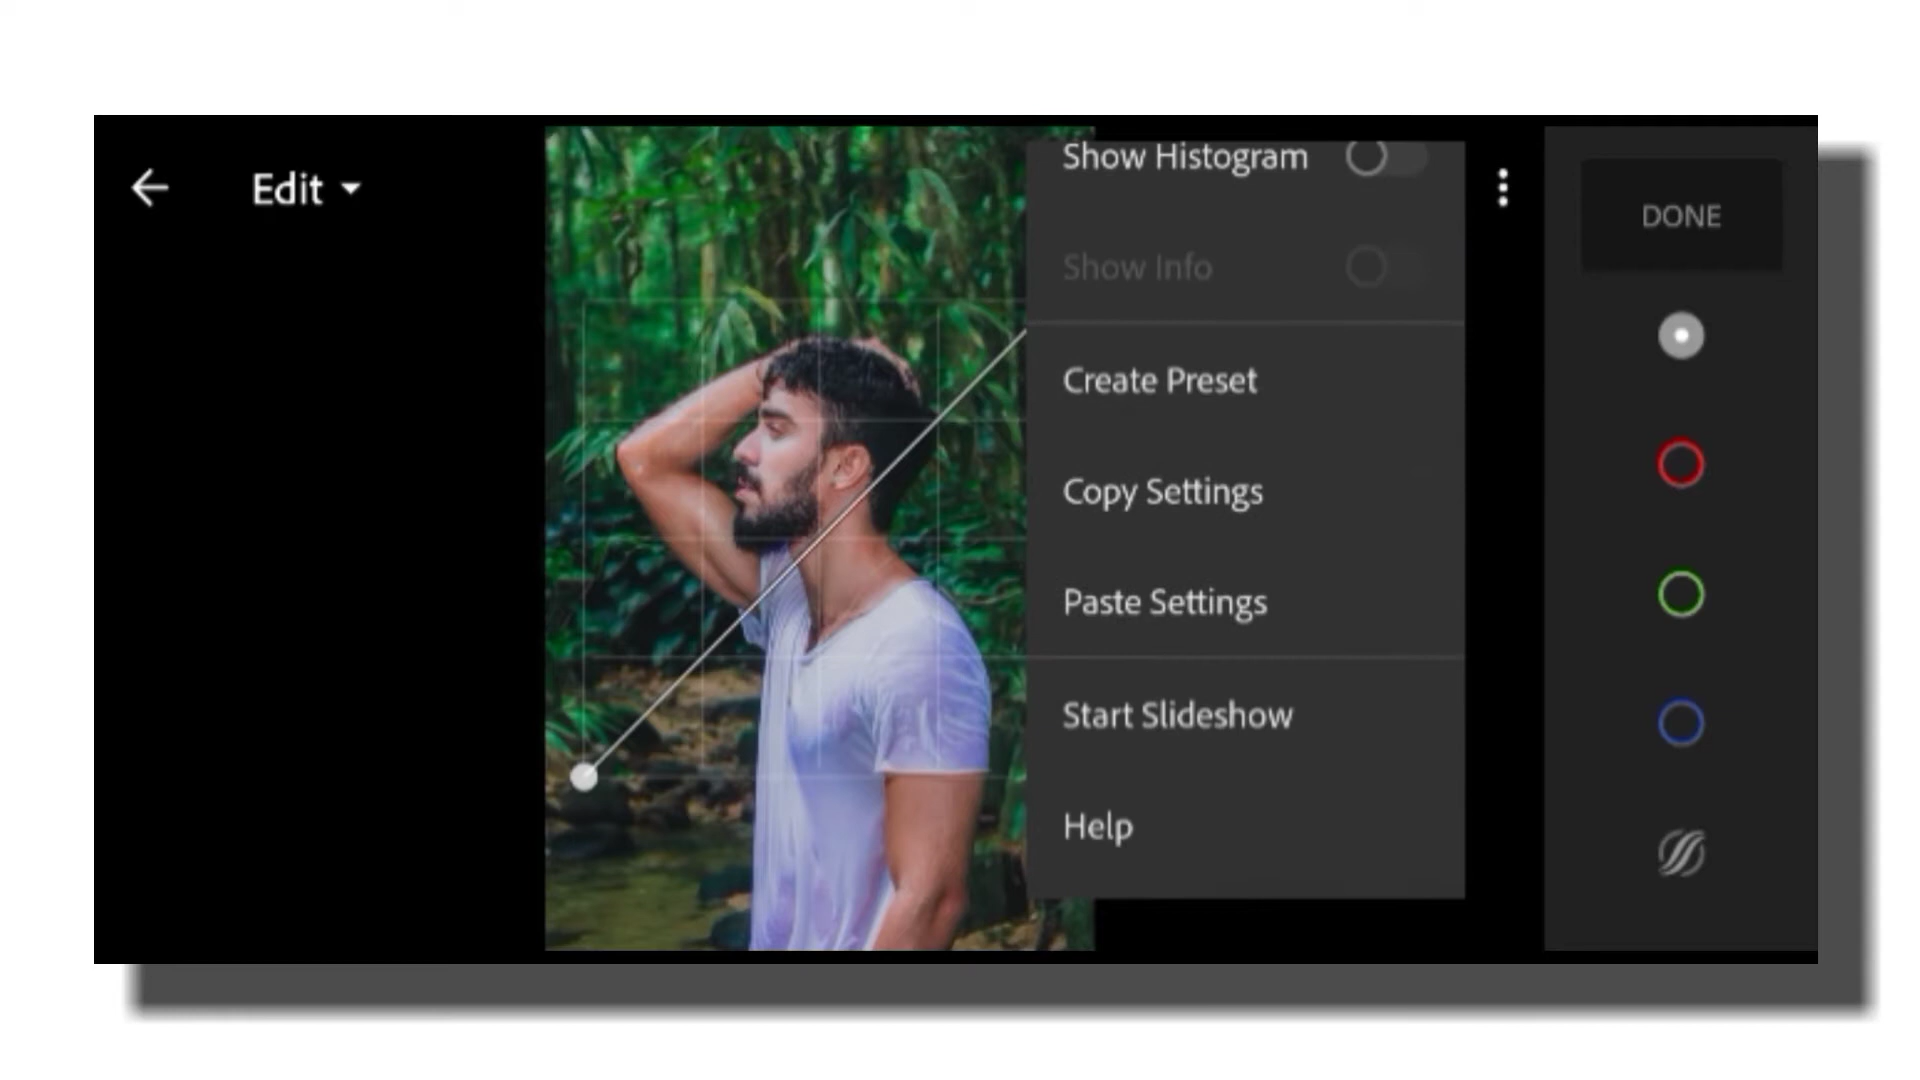 Edit
Show Histogram
Show Info
Create Preset
Copy Settings
Paste Settings
Start Slideshow
Help
DONE